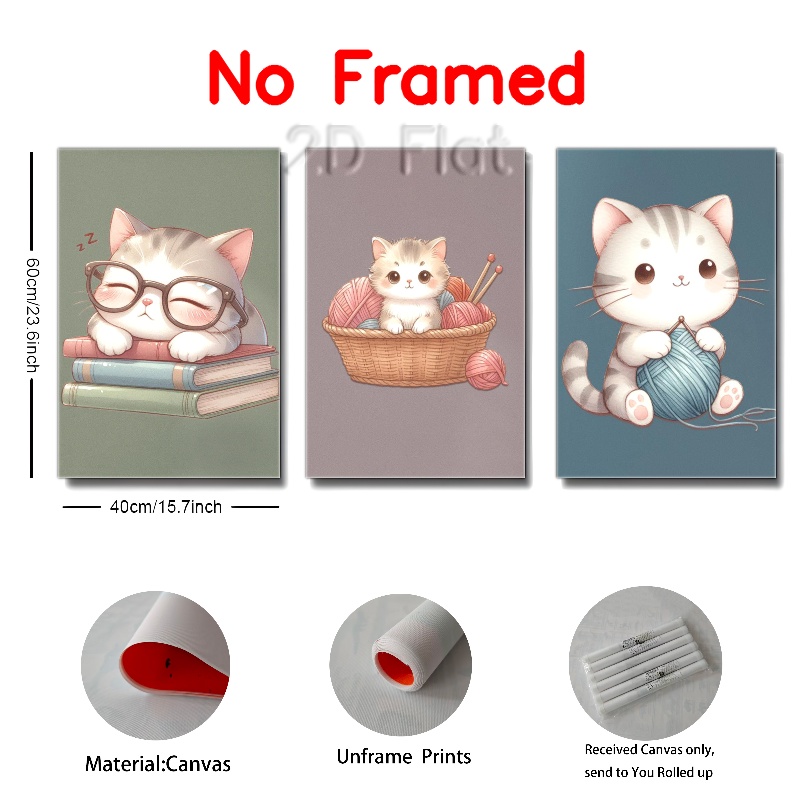 No Framed
2D Flat
zZ
60cm/23.6inch
40cm/15.7inch
Material:Canvas
Unframe Prints
Received Canvas only,
send to You Rolled up